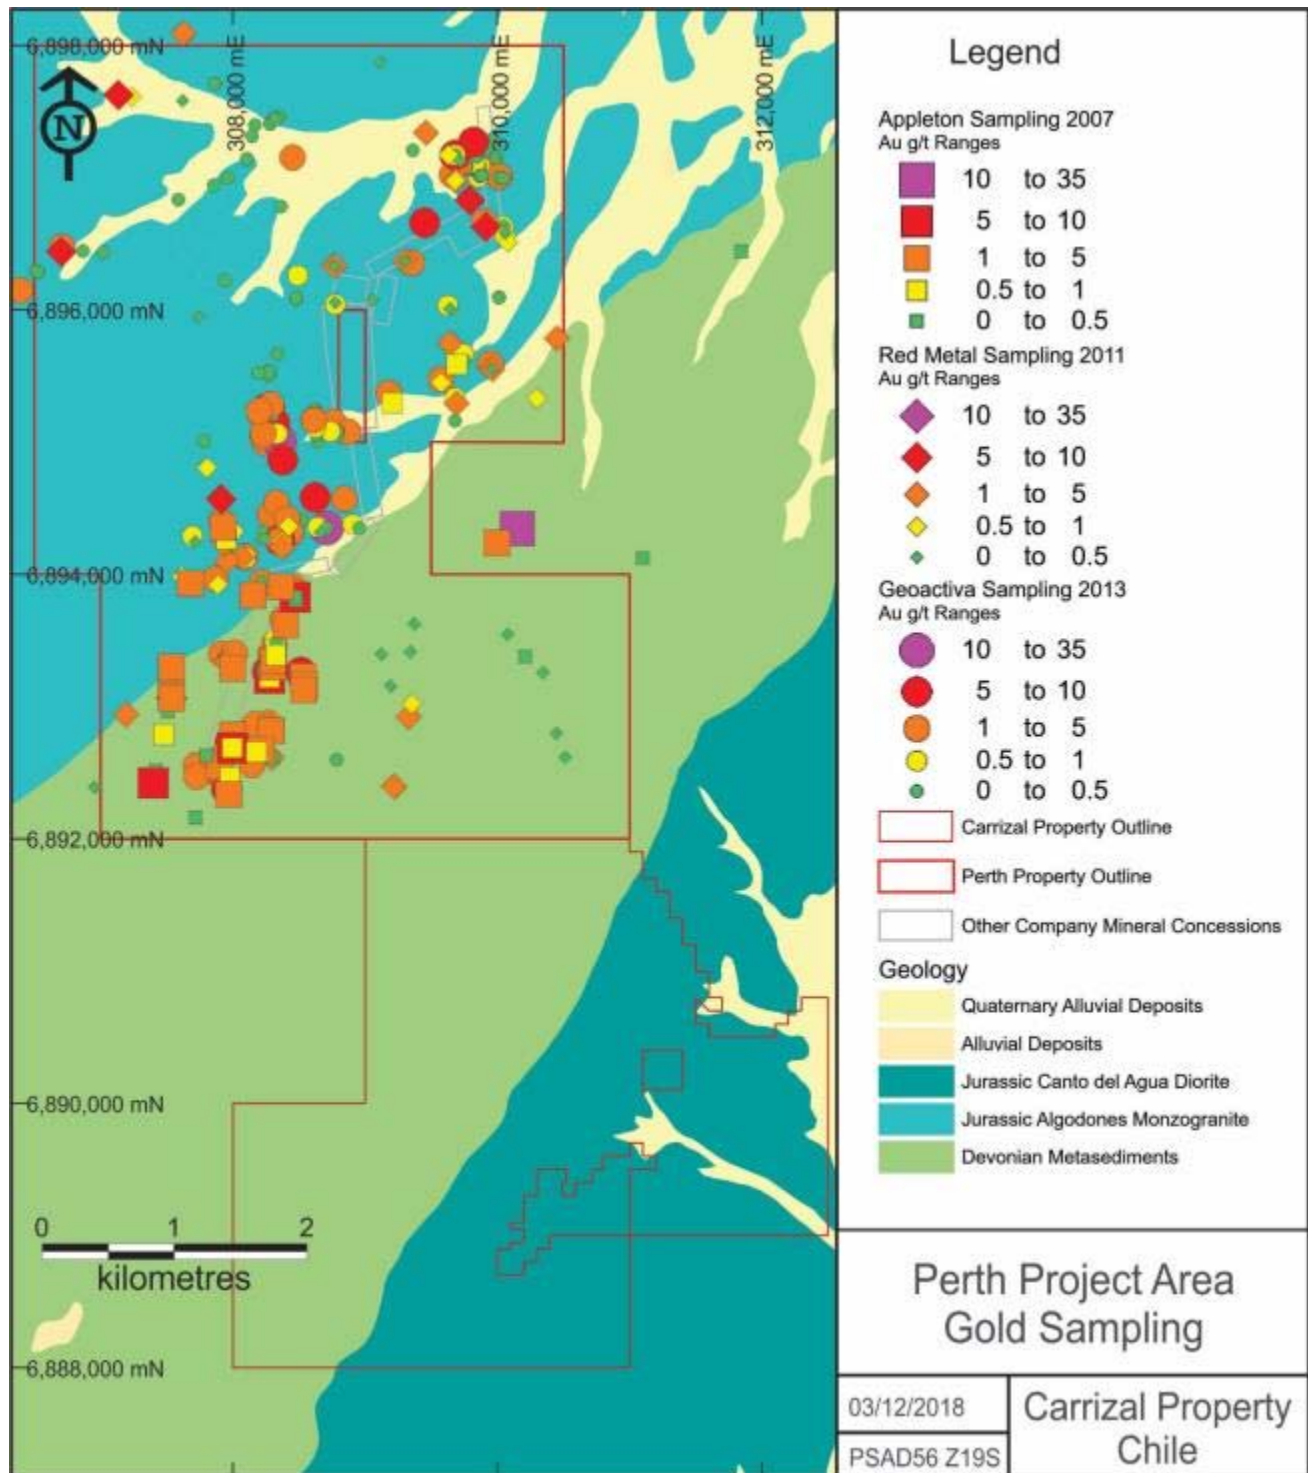 6,898,000 mN
308,000 mE
310,000 mE
312,000 mE
N
6,896,000 mN
6,894,000 mN
6,892,000 mN
6,890,000 mN
6,888,000 mN
0 1 2
kilometres
Legend
Appleton Sampling 2007
Au g/t Ranges
10 to 35
5 to 10
1 to 5
0.5 to 1
0 to 0.5
Red Metal Sampling 2011
Au g/t Ranges
10 to 35
5 to 10
1 to 5
0.5 to 1
0 to 0.5
Geoactiva Sampling 2013
Au g/t Ranges
10 to 35
5 to 10
1 to 5
0.5 to 1
0 to 0.5
Carrizal Property Outline
Perth Property Outline
Other Company Mineral Concessions
Geology
Quaternary Alluvial Deposits
Alluvial Deposits
Jurassic Canto del Agua Diorite
Jurassic Algodones Monzogranite
Devonian Metasediments
Perth Project Area
Gold Sampling
03/12/2018
PSAD56 Z19S
Carrizal Property
Chile